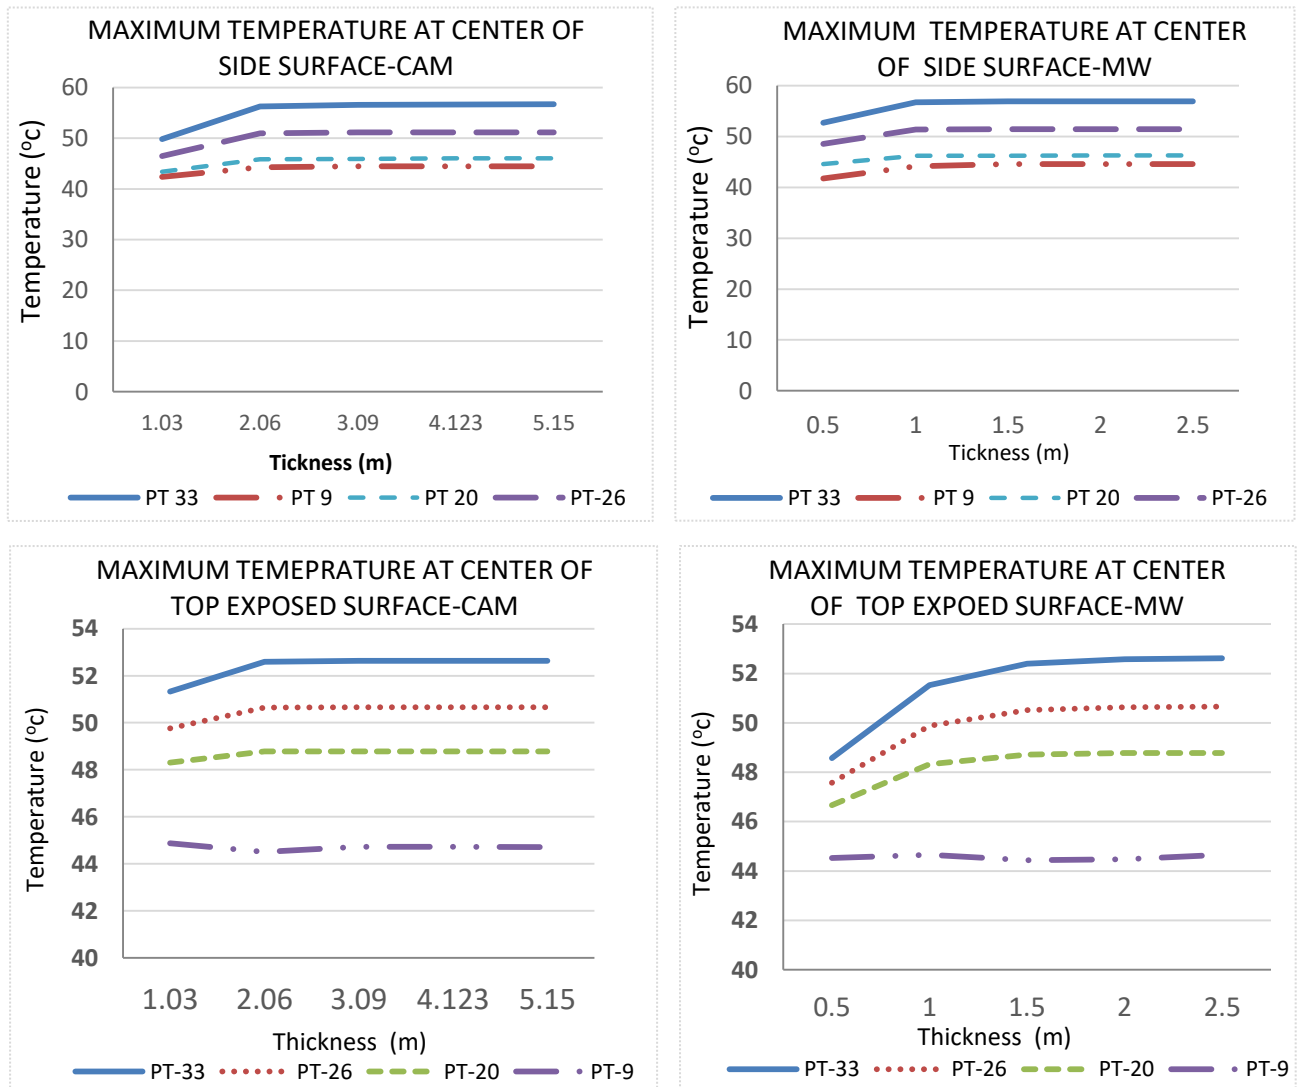 MAXIMUM TEMPERATURE AT CENTER OF
SIDE SURFACE-CAM
60
50
40
30
20
10
0
Temperature (ᵒc)
1.03 2.06 3.09 4.123 5.15
Tickness (m)
PT 33 PT 9 PT 20 PT-26
MAXIMUM TEMPERATURE AT CENTER
OF SIDE SURFACE-MW
60
50
40
30
20
10
0
Temperature (ᵒc)
0.5 1 1.5 2 2.5
Tickness (m)
PT 33 PT 9 PT 20 PT-26
MAXIMUM TEMEPRATURE AT CENTER OF
TOP EXPOSED SURFACE-CAM
54
52
50
48
46
44
42
40
Temperature (ᵒc)
1.03 2.06 3.09 4.123 5.15
Thickness (m)
PT-33 PT-26 PT-20 PT-9
MAXIMUM TEMPERATURE AT CENTER
OF TOP EXPOED SURFACE-MW
54
52
50
48
46
44
42
40
Temperature (ᵒc)
0.5 1 1.5 2 2.5
Thickness (m)
PT-33 PT-26 PT-20 PT-9